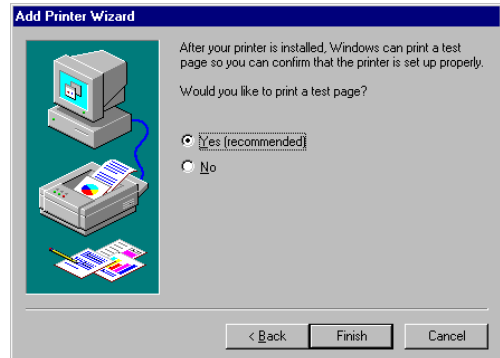 Add Printer Wizard
After your printer is installed, Windows can print a test
page so you can confirm that the printer is set up properly.
Would you like to print a test page?
Yes (recommended)
No
< Back
Finish
Cancel